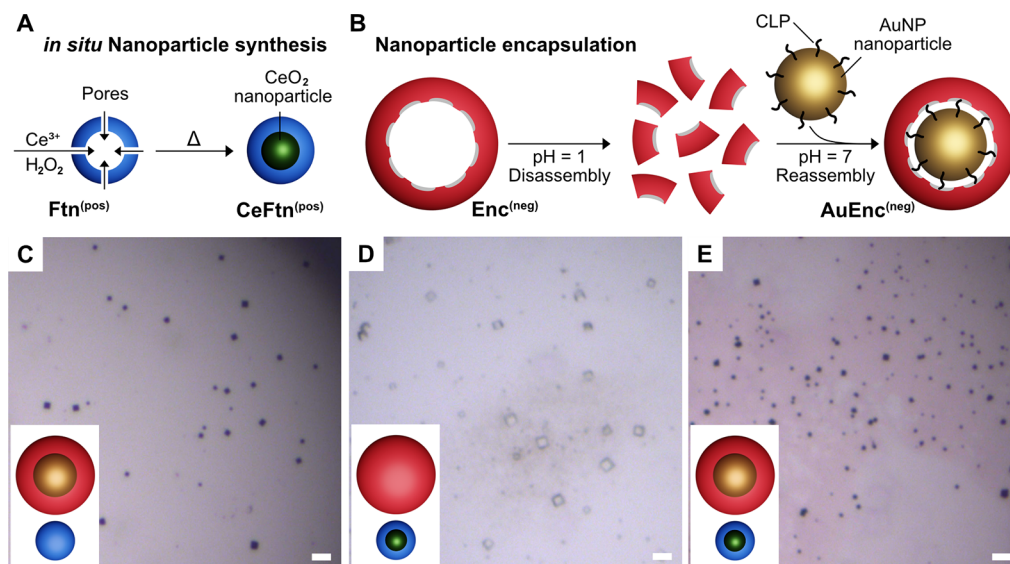 A
in situ Nanoparticle synthesis
Pores
Ce³⁺
H₂O₂
Ftn⁽ᵖᵒˢ⁾
Δ
CeO₂
nanoparticle
CeFtn⁽ᵖᵒˢ⁾
B
Nanoparticle encapsulation
Enc⁽ⁿᵉᵍ⁾
pH = 1
Disassembly
CLP
AuNP
nanoparticle
pH = 7
Reassembly
AuEnc⁽ⁿᵉᵍ⁾
C
D
E